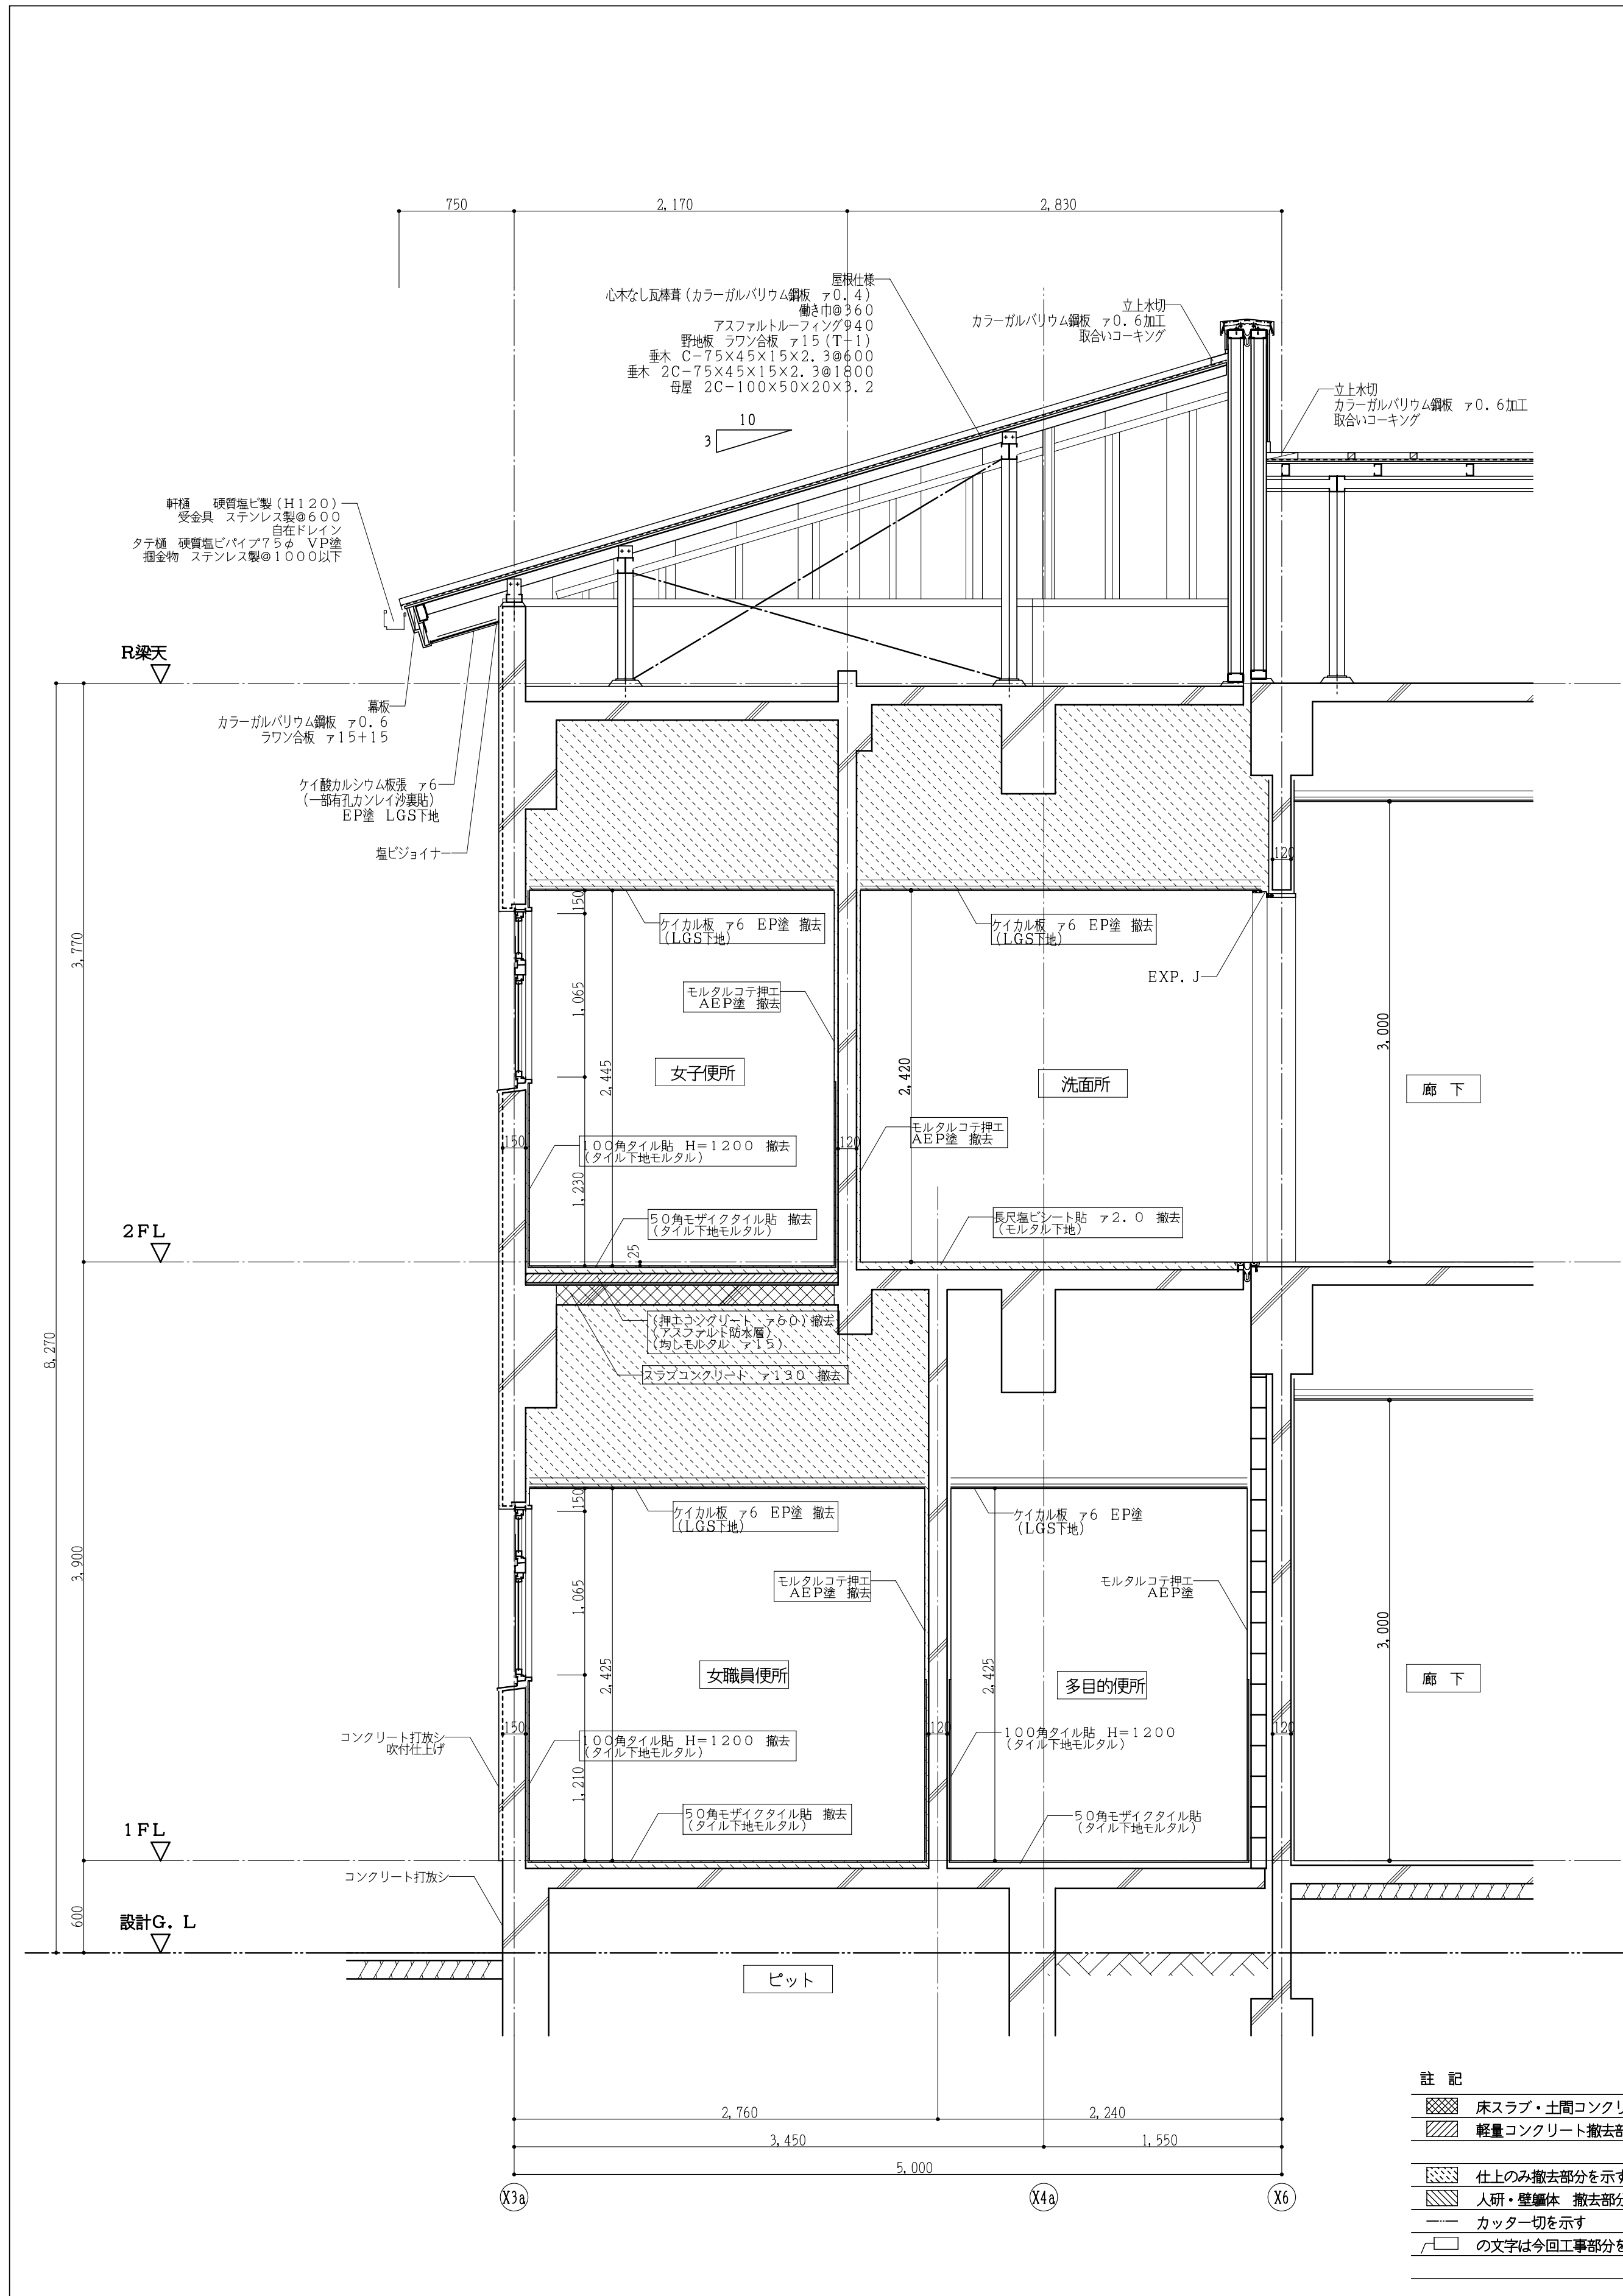 750
2,170
2,830
屋根仕様
心木なし瓦棒葺(カラーガルバリウム鋼板 ァ0.4)
働き巾@360
アスファルトルーフィング940
野地板 ラワン合板 ァ15(T-1)
垂木 C-75×45×15×2.3@600
垂木 2C-75×45×15×2.3@1800
母屋 2C-100×50×20×3.2
立上水切
カラーガルバリウム鋼板 ァ0.6加工
取合いコーキング
立上水切
カラーガルバリウム鋼板 ァ0.6加工
取合いコーキング
10
3
軒樋 硬質塩ビ製(H120)
受金具 ステンレス製@600
自在ドレイン
タテ樋 硬質塩ビパイプ75φ VP塗
掴金物 ステンレス製@1000以下
R梁天
幕板
カラーガルバリウム鋼板 ァ0.6
ラワン合板 ァ15+15
ケイ酸カルシウム板張 ァ6
(一部有孔カンレイ沙裏貼)
EP塗 LGS下地
塩ビジョイナー
120
150
ケイカル板 ァ6 EP塗 撤去
(LGS下地)
ケイカル板 ァ6 EP塗 撤去
(LGS下地)
3,770
EXP.J
モルタルコテ押エ
AEP塗 撤去
1,065
3,000
2,445
女子便所
2,420
洗面所
廊 下
モルタルコテ押エ
AEP塗 撤去
150
100角タイル貼 H=1200 撤去
(タイル下地モルタル)
120
1,230
50角モザイクタイル貼 撤去
(タイル下地モルタル)
長尺塩ビシート貼 ァ2.0 撤去
(モルタル下地)
2FL
25
(押エコンクリート ァ60)撤去
(アスファルト防水層)
(均しモルタル ァ15)
8,270
スラブコンクリート ァ130 撤去
150
ケイカル板 ァ6 EP塗 撤去
(LGS下地)
ケイカル板 ァ6 EP塗
(LGS下地)
3,900
モルタルコテ押エ
AEP塗 撤去
モルタルコテ押エ
AEP塗
1,065
3,000
2,425
女職員便所
2,425
多目的便所
廊 下
コンクリート打放シ
吹付仕上げ
150
100角タイル貼 H=1200 撤去
(タイル下地モルタル)
120
100角タイル貼 H=1200
(タイル下地モルタル)
120
1,210
50角モザイクタイル貼 撤去
(タイル下地モルタル)
50角モザイクタイル貼
(タイル下地モルタル)
1FL
コンクリート打放シ
600
設計G.L
ピット
註 記
床スラブ・土間コンクリ
軽量コンクリート撤去部
仕上のみ撤去部分を示す
人研・壁軀体 撤去部分
カッター切を示す
の文字は今回工事部分を
2,760
2,240
3,450
1,550
5,000
X3a
X4a
X6